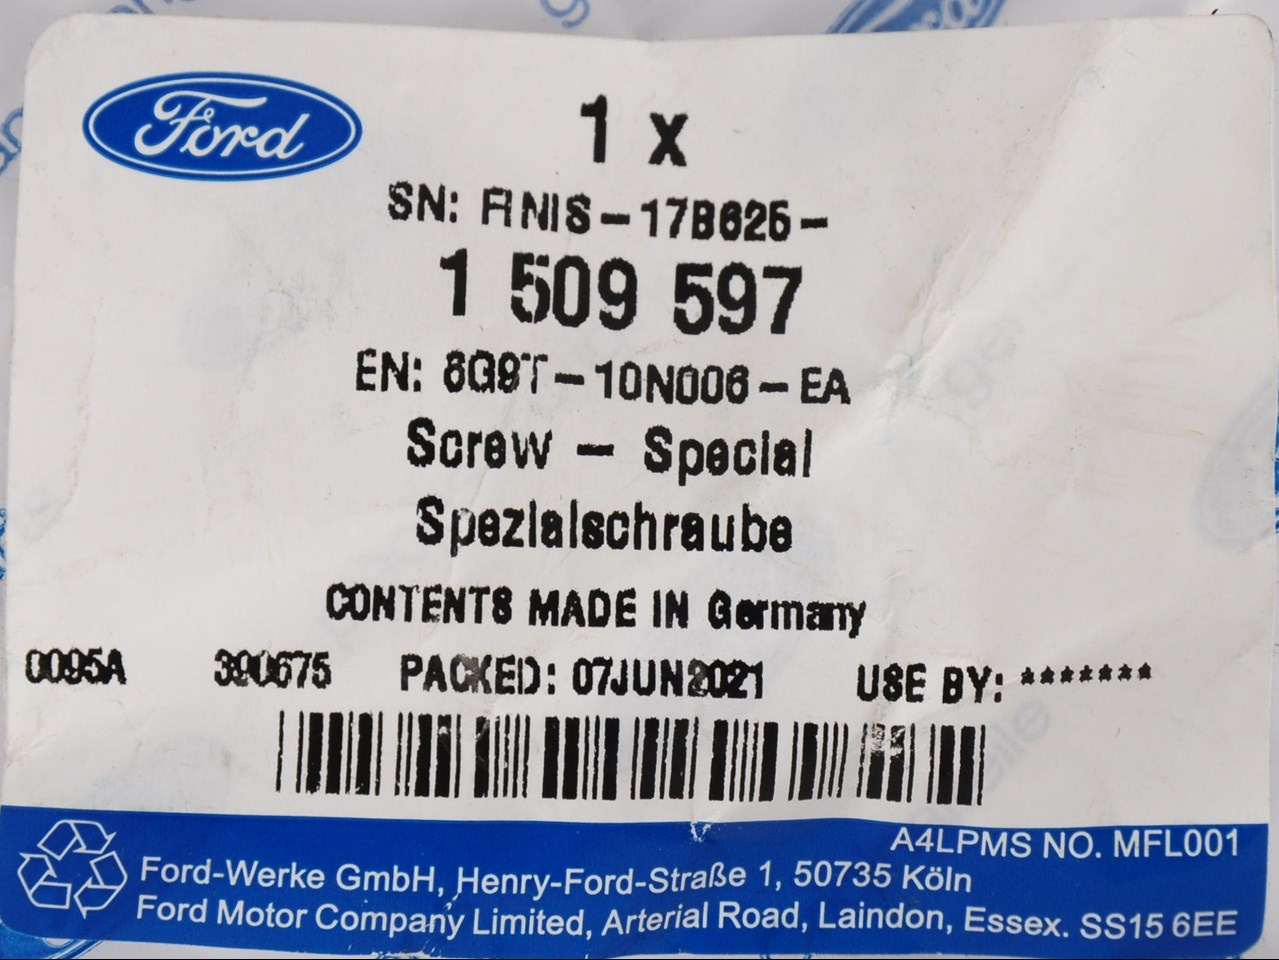 Ford
1 x
SN: FINIS-17B625-
1 509 597
EN: 6G9T-10N006-EA
Screw - Special
Spezialschraube
CONTENTS MADE IN Germany
0095A 390675 PACKED: 07JUN2021 USE BY: *******
A4LPMS NO. MFL001
Ford-Werke GmbH, Henry-Ford-Straße 1, 50735 Köln
Ford Motor Company Limited, Arterial Road, Laindon, Essex. SS15 6EE